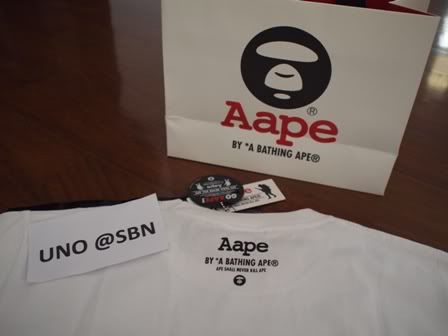 ®
Aape
BY *A BATHING APE®
UNO @SBN
Aape
BY *A BATHING APE®
APE SHALL NEVER KILL APE